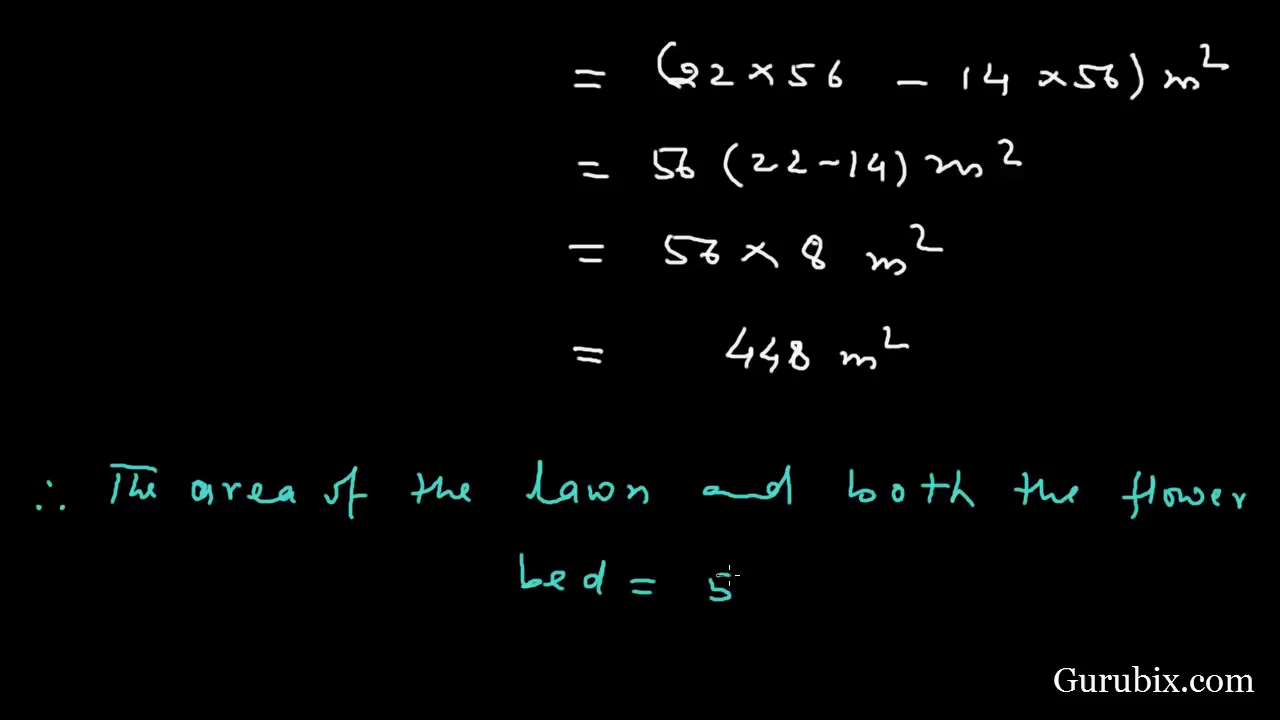 = (22 × 56 - 14 × 56) m²
= 56 (22 - 14) m²
= 56 × 8 m²
= 448 m²
∴ The area of the lawn and both the flower
bed = 5
Gurubix.com